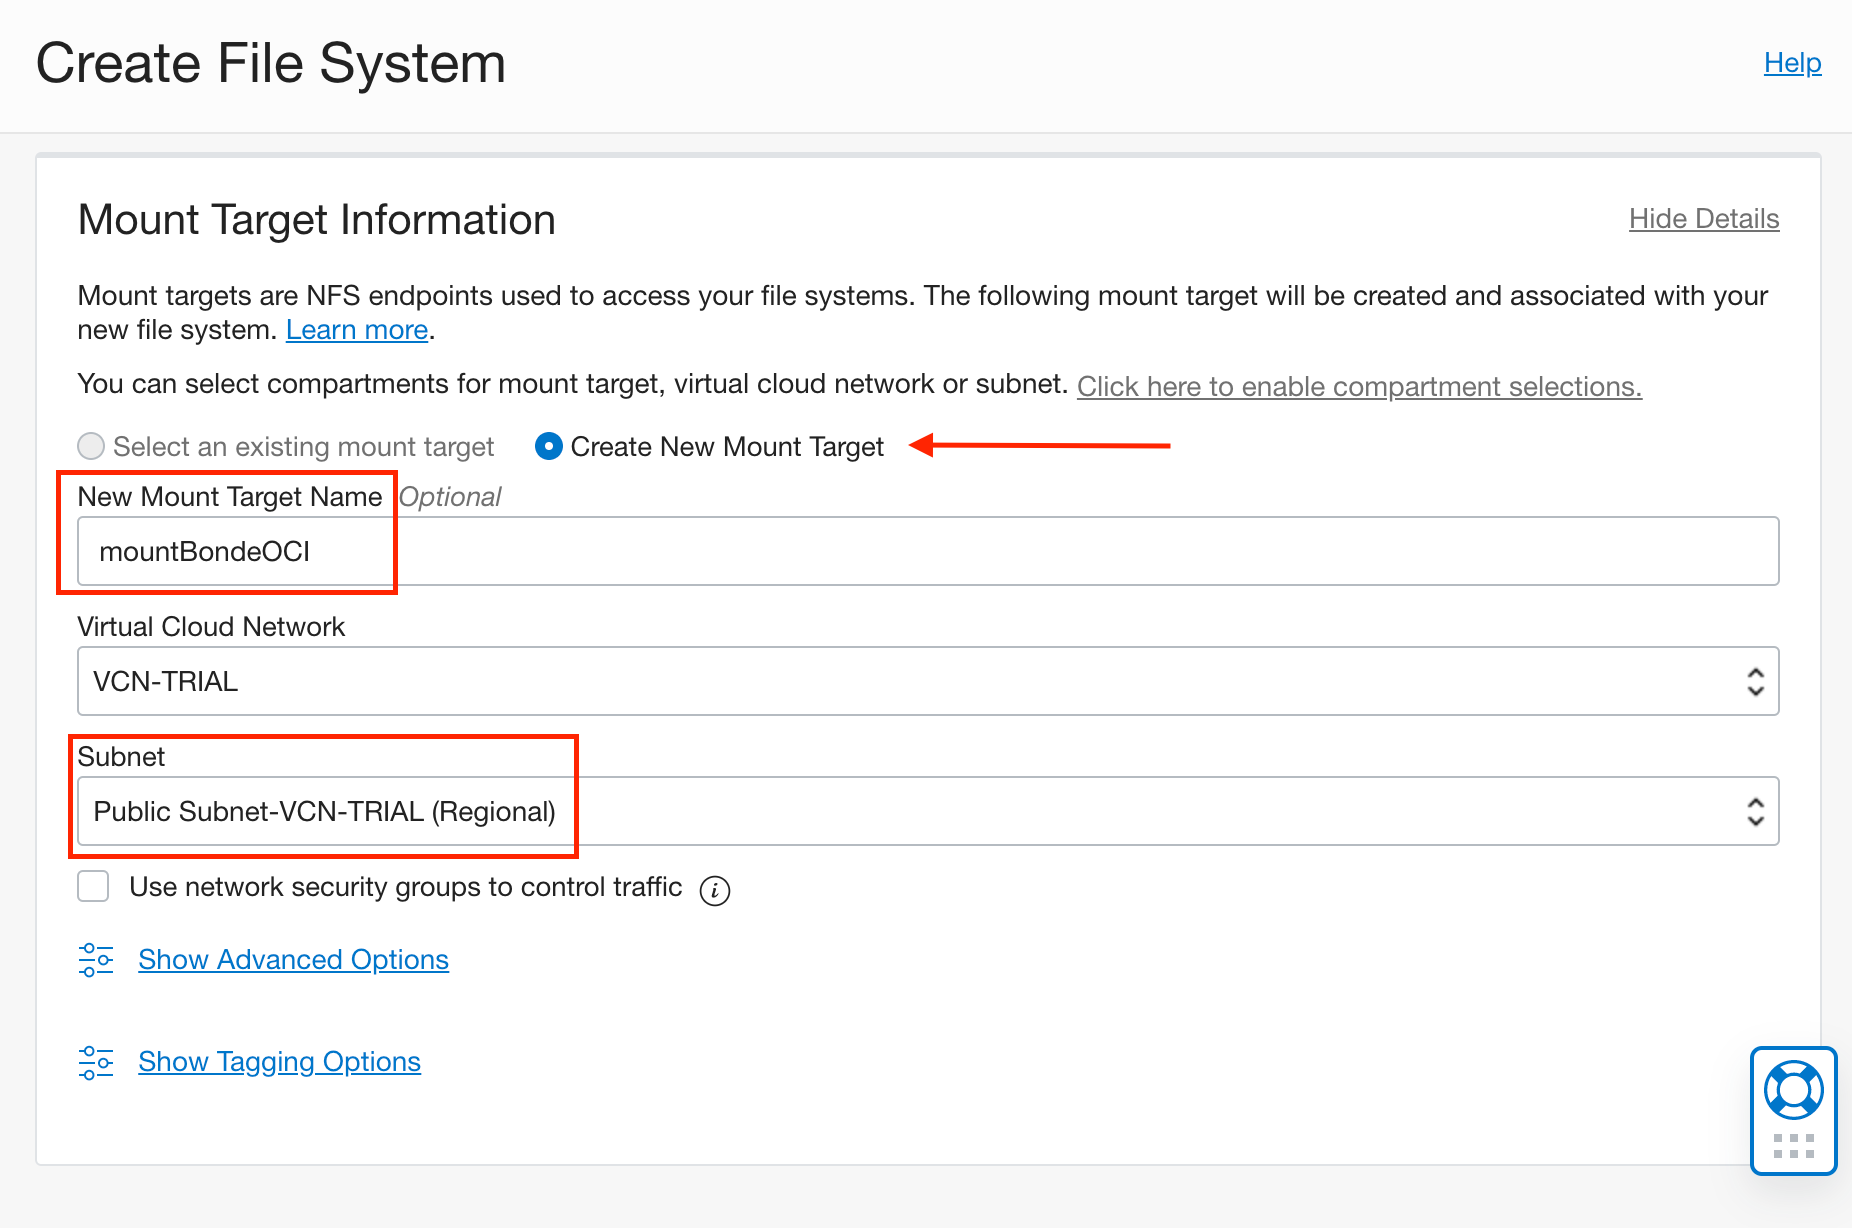 Create File System
Help
Mount Target Information
Hide Details
Mount targets are NFS endpoints used to access your file systems. The following mount target will be created and associated with your
new file system. Learn more.
You can select compartments for mount target, virtual cloud network or subnet. Click here to enable compartment selections.
Select an existing mount target
Create New Mount Target
New Mount Target Name Optional
mountBondeOCI
Virtual Cloud Network
VCN-TRIAL
Subnet
Public Subnet-VCN-TRIAL (Regional)
Use network security groups to control traffic i
Show Advanced Options
Show Tagging Options